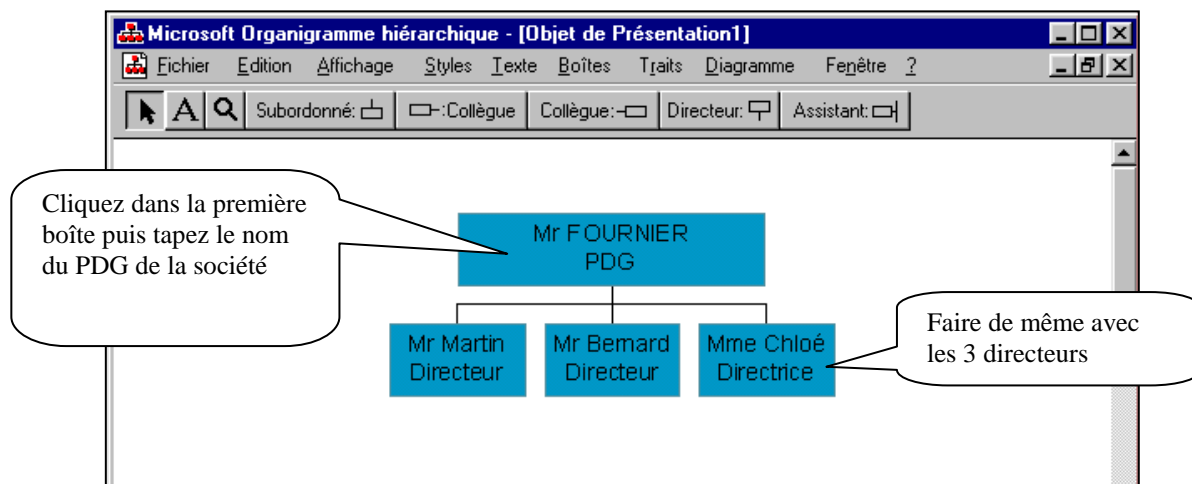 Microsoft Organigramme hiérarchique - [Objet de Présentation1]
Fichier Edition Affichage Styles Texte Boîtes Traits Diagramme Fenêtre ?
A Subordonné: :Collègue Collègue: Directeur: Assistant:
Cliquez dans la première
boîte puis tapez le nom
du PDG de la société
Mr FOURNIER
PDG
Mr Martin
Directeur
Mr Bernard
Directeur
Mme Chloé
Directrice
Faire de même avec
les 3 directeurs